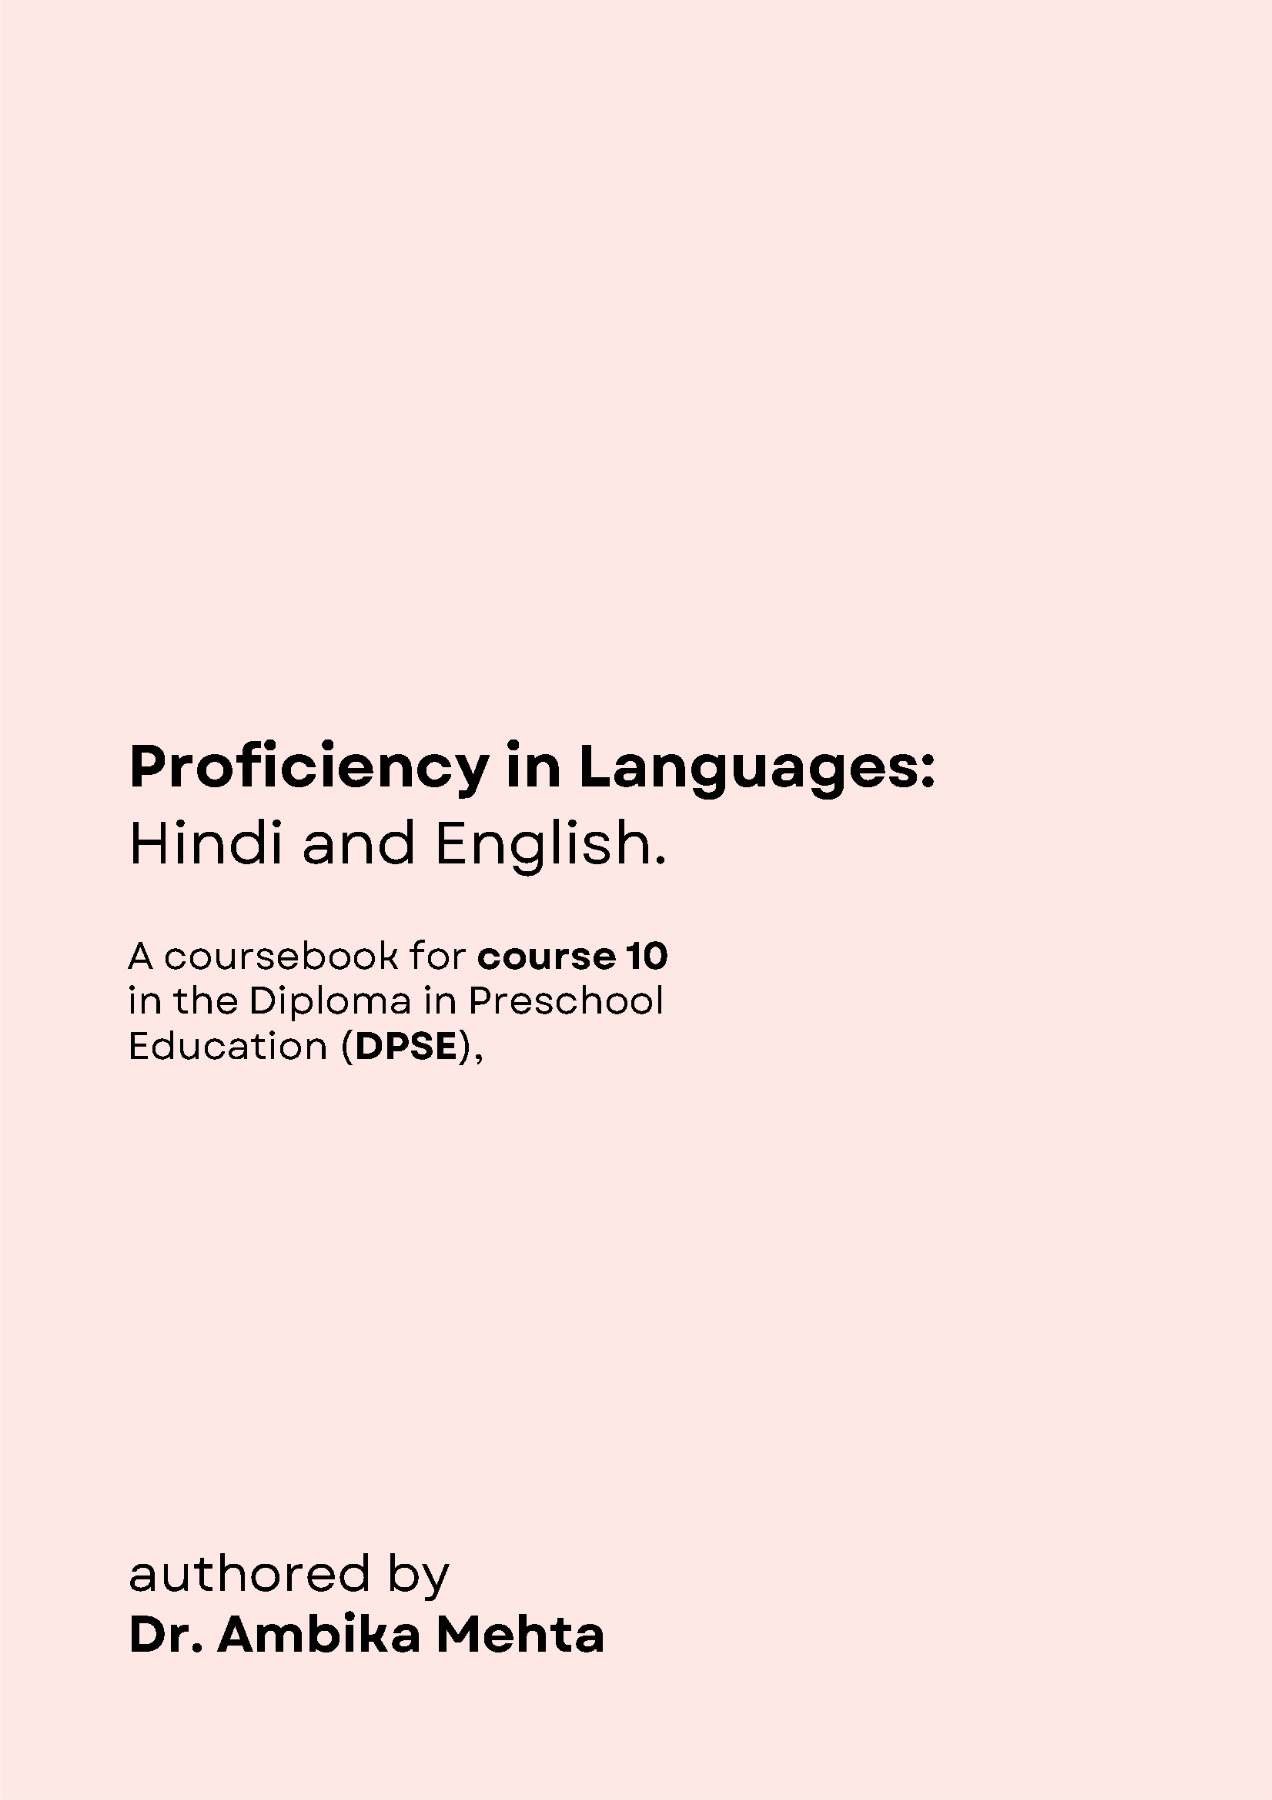 Proficiency in Languages:
Hindi and English.
A coursebook for course 10
in the Diploma in Preschool
Education (DPSE),
authored by
Dr. Ambika Mehta